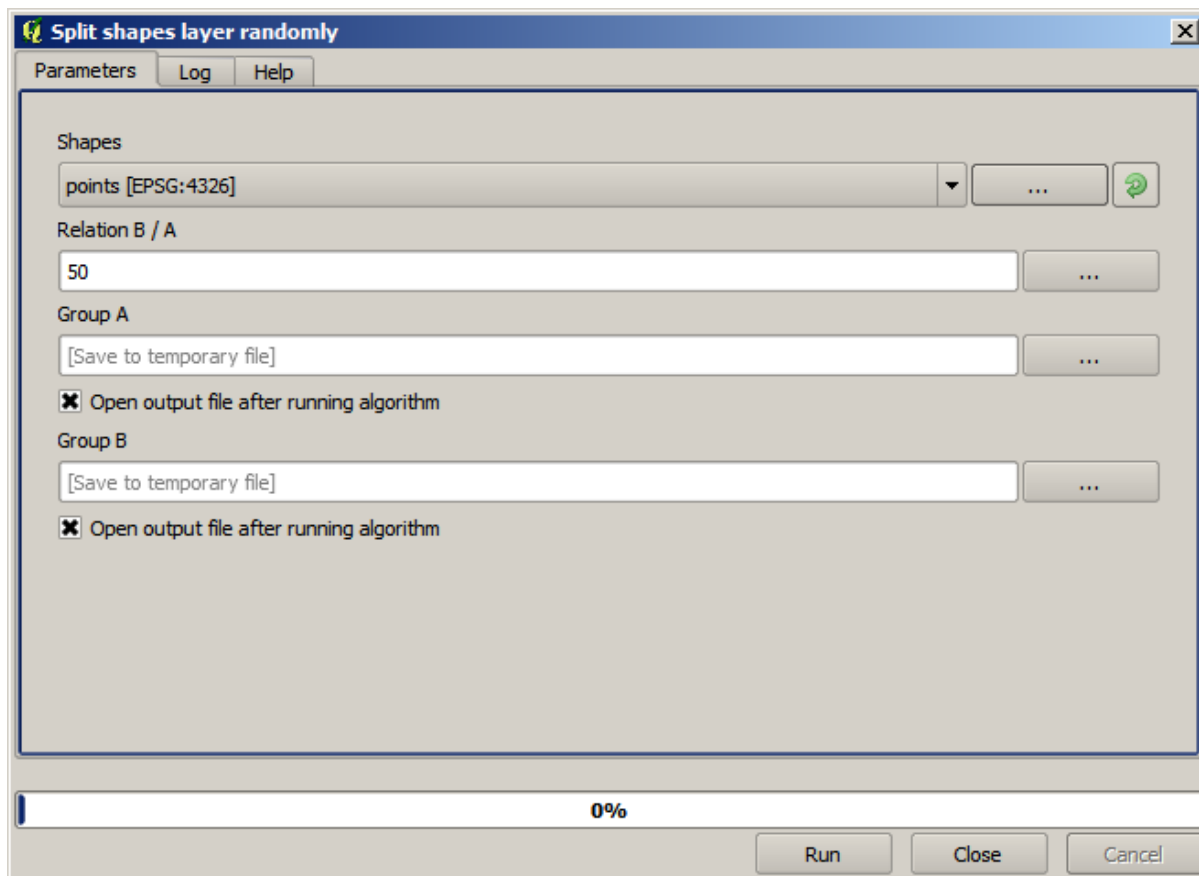 Split shapes layer randomly
Parameters Log Help
Shapes
points [EPSG:4326] ...
Relation B / A
50 ...
Group A
[Save to temporary file] ...
Open output file after running algorithm
Group B
[Save to temporary file] ...
Open output file after running algorithm
0%
Run Close Cancel